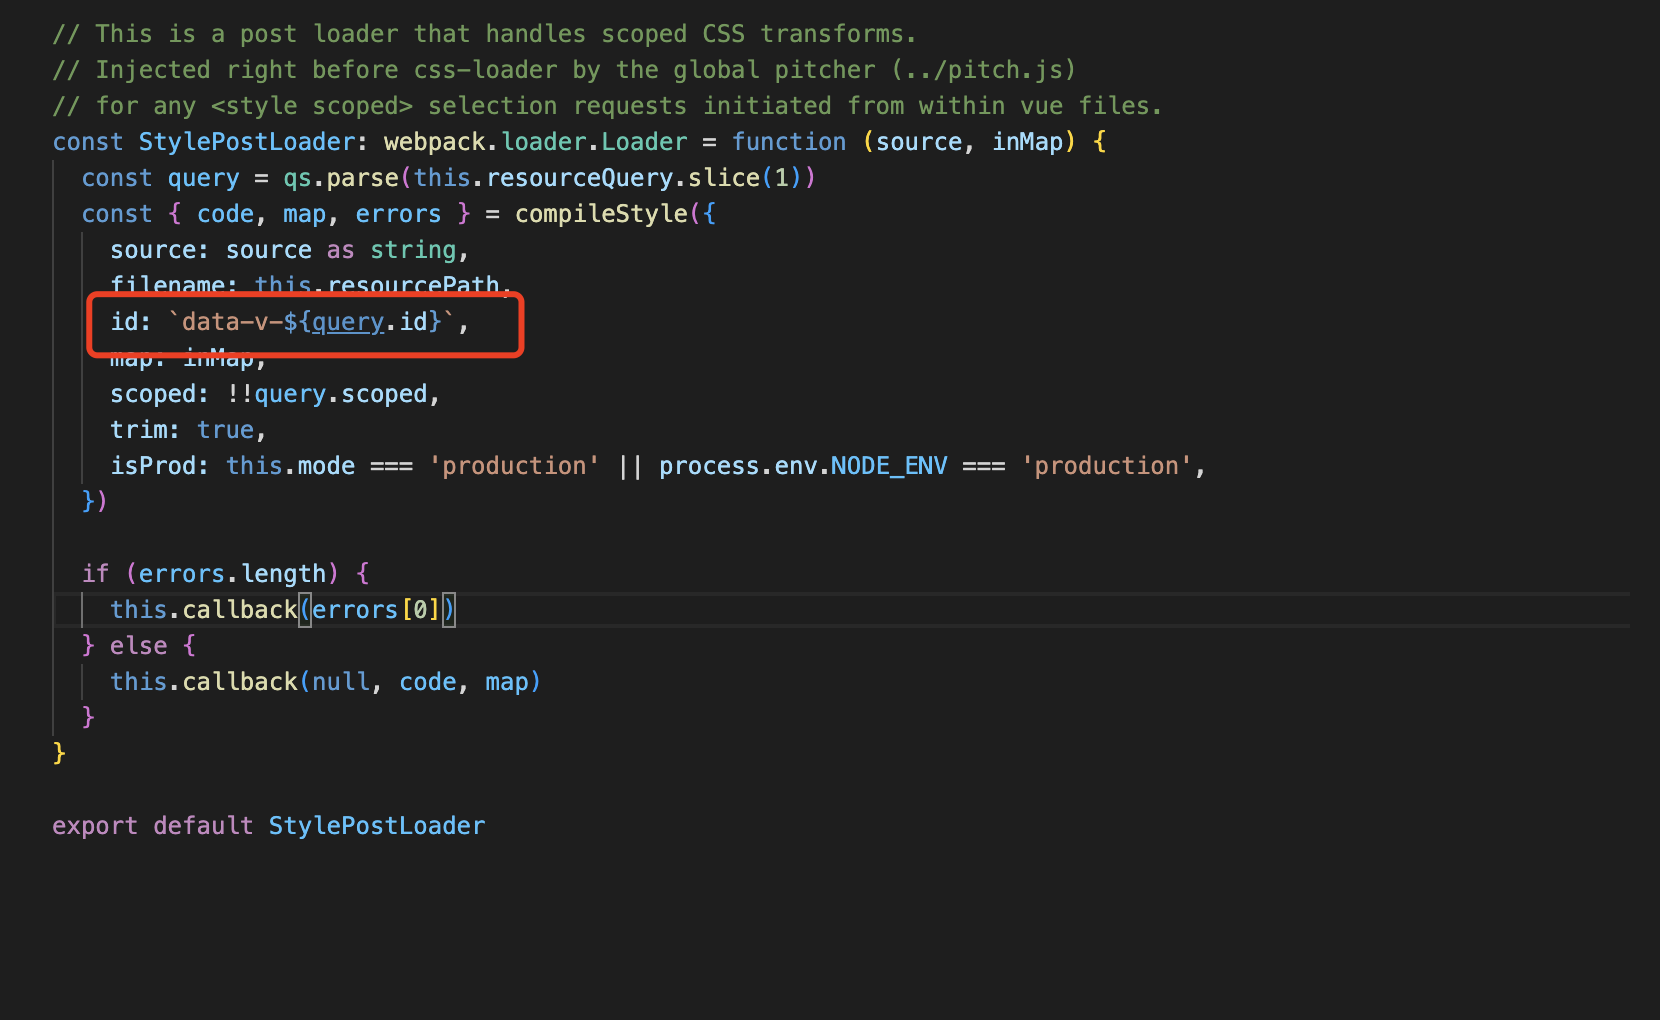 // This is a post loader that handles scoped CSS transforms.
// Injected right before css-loader by the global pitcher (../pitch.js)
// for any <style scoped> selection requests initiated from within vue files.
const StylePostLoader: webpack.loader.Loader = function (source, inMap) {
  const query = qs.parse(this.resourceQuery.slice(1))
  const { code, map, errors } = compileStyle({
    source: source as string,
    filename: this.resourcePath,
    id: `data-v-${query.id}`,
    map: inMap,
    scoped: !!query.scoped,
    trim: true,
    isProd: this.mode === 'production' || process.env.NODE_ENV === 'production',
  })

  if (errors.length) {
    this.callback(errors[0])
  } else {
    this.callback(null, code, map)
  }
}

export default StylePostLoader